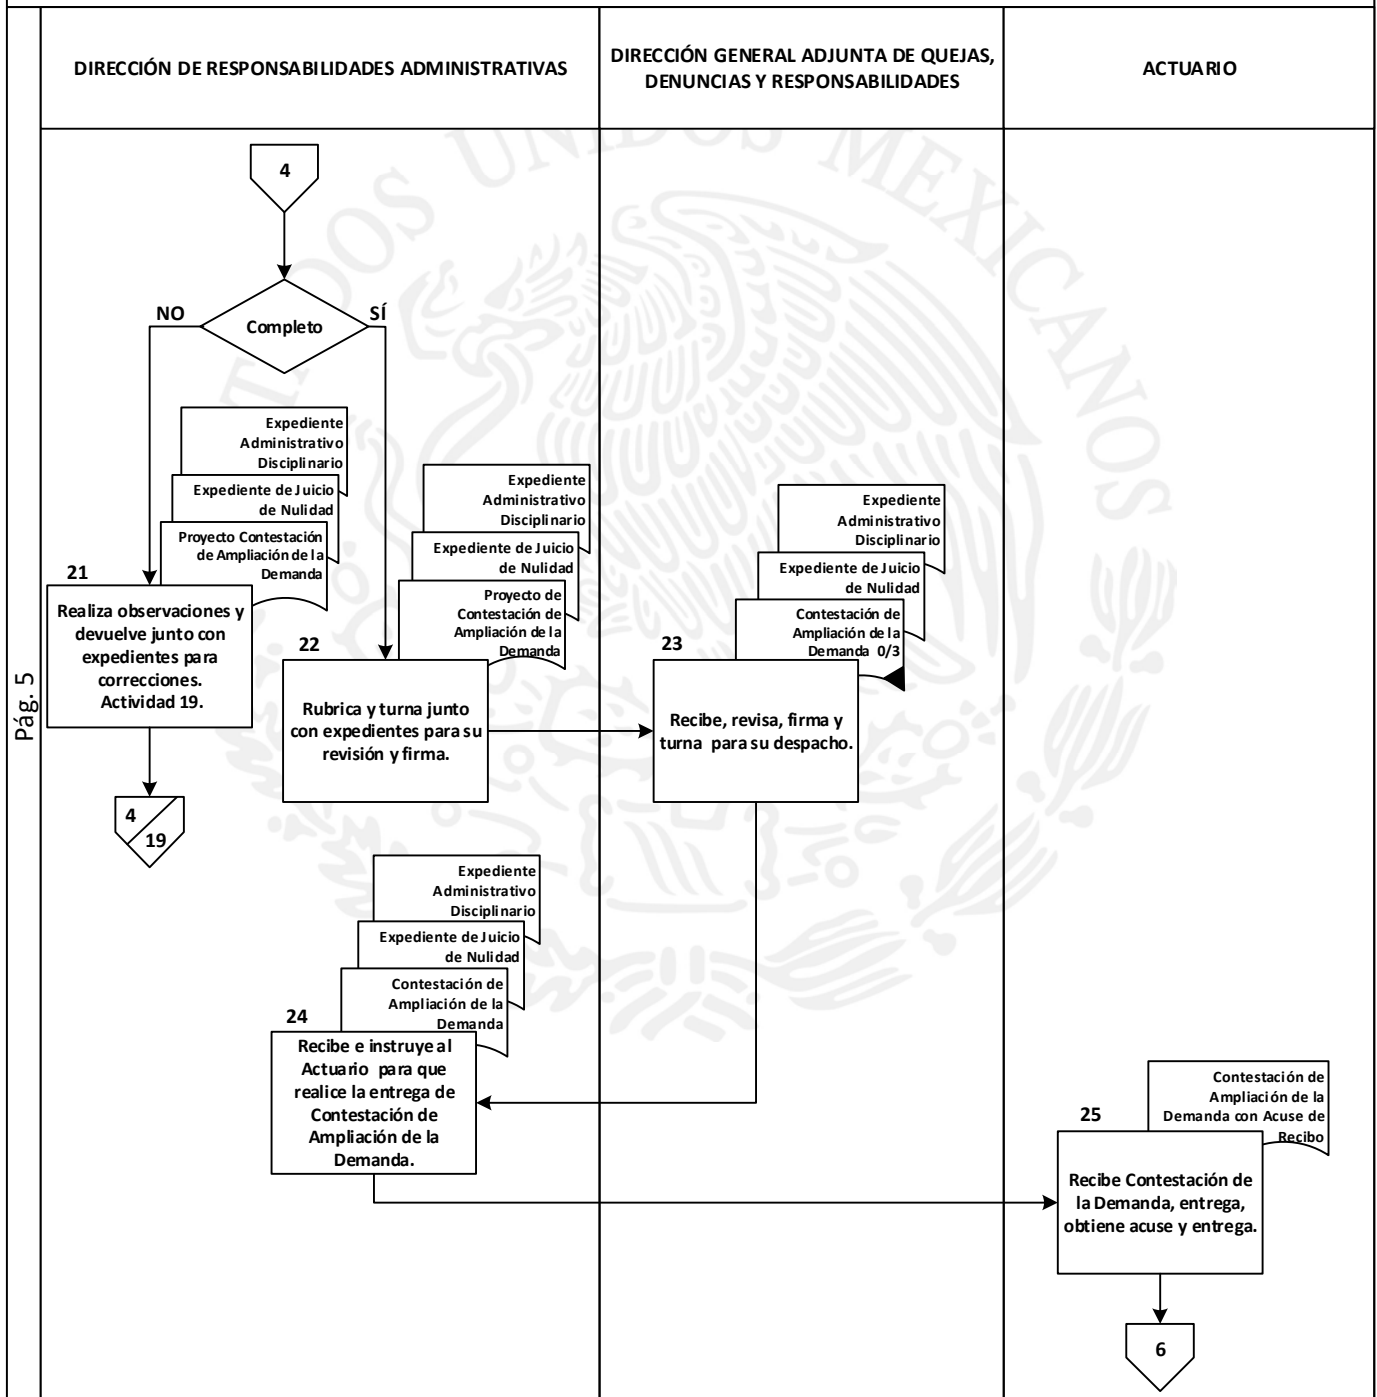 DIRECCIÓN DE RESPONSABILIDADES ADMINISTRATIVAS
DIRECCIÓN GENERAL ADJUNTA DE QUEJAS,
DENUNCIAS Y RESPONSABILIDADES
ACTUARIO
Pág. 5
4
NO
Completo
SÍ
Expediente
Administrativo
Disciplinario
Expediente de Juicio
de Nulidad
Proyecto Contestación
de Ampliación de la
Demanda
21
Realiza observaciones y
devuelve junto con
expedientes para
correcciones.
Actividad 19.
4
19
Expediente
Administrativo
Disciplinario
Expediente de Juicio
de Nulidad
Proyecto de
Contestación de
Ampliación de la
Demanda
22
Rubrica y turna junto
con expedientes para su
revisión y firma.
Expediente
Administrativo
Disciplinario
Expediente de Juicio
de Nulidad
Contestación de
Ampliación de la
Demanda 0/3
23
Recibe, revisa, firma y
turna para su despacho.
Expediente
Administrativo
Disciplinario
Expediente de Juicio
de Nulidad
Contestación de
Ampliación de la
Demanda
24
Recibe e instruye al
Actuario para que
realice la entrega de
Contestación de
Ampliación de la
Demanda.
Contestación de
Ampliación de la
Demanda con Acuse de
Recibo
25
Recibe Contestación de
la Demanda, entrega,
obtiene acuse y entrega.
6
TADOS UNIDOS MEXICANOS